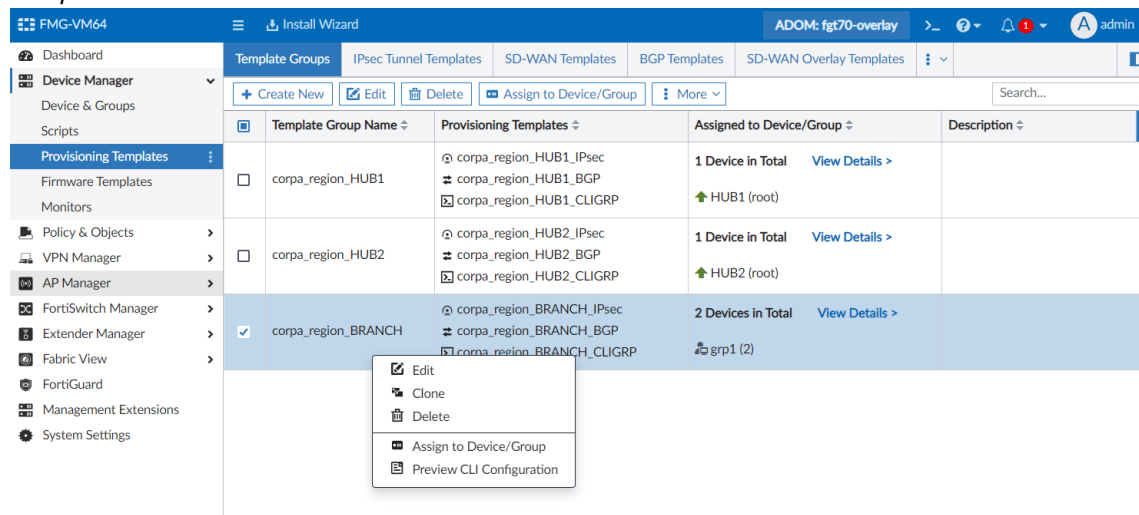 FMG-VM64
Install Wizard
ADOM: fgt70-overlay
>_
?
1
A admin
Dashboard
Device Manager
Device & Groups
Scripts
Provisioning Templates
Firmware Templates
Monitors
Policy & Objects
VPN Manager
AP Manager
FortiSwitch Manager
Extender Manager
Fabric View
FortiGuard
Management Extensions
System Settings
Template Groups IPsec Tunnel Templates SD-WAN Templates BGP Templates SD-WAN Overlay Templates
+ Create New Edit Delete Assign to Device/Group More Search...
Template Group Name Provisioning Templates Assigned to Device/Group Description
corpa_region_HUB1
corpa_region_HUB1_IPsec
corpa_region_HUB1_BGP
corpa_region_HUB1_CLIGRP
1 Device in Total View Details >
HUB1 (root)
corpa_region_HUB2
corpa_region_HUB2_IPsec
corpa_region_HUB2_BGP
corpa_region_HUB2_CLIGRP
1 Device in Total View Details >
HUB2 (root)
corpa_region_BRANCH
corpa_region_BRANCH_IPsec
corpa_region_BRANCH_BGP
corpa_region_BRANCH_CLIGRP
2 Devices in Total View Details >
grp1 (2)
Edit
Clone
Delete
Assign to Device/Group
Preview CLI Configuration